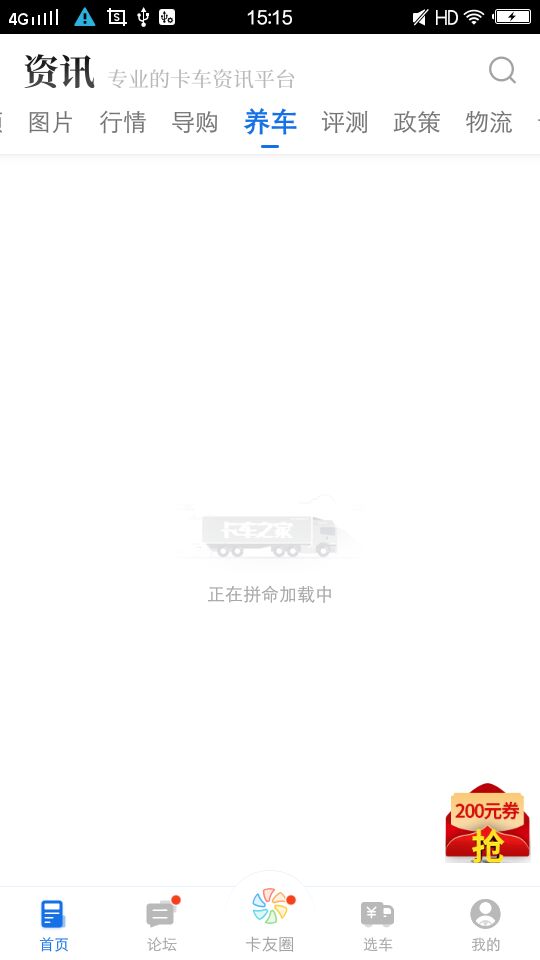 4G 15:15 HD
资讯 专业的卡车资讯平台
图片 行情 导购 养车 评测 政策 物流
卡车之家
正在拼命加载中
200元券
抢
首页 论坛 卡友圈 选车 我的